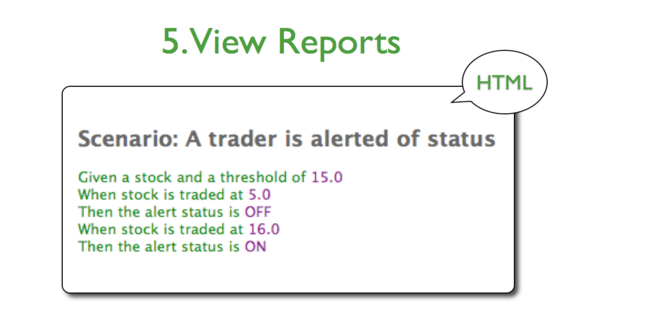 5.View Reports
HTML
Scenario: A trader is alerted of status
Given a stock and a threshold of 15.0
When stock is traded at 5.0
Then the alert status is OFF
When stock is traded at 16.0
Then the alert status is ON